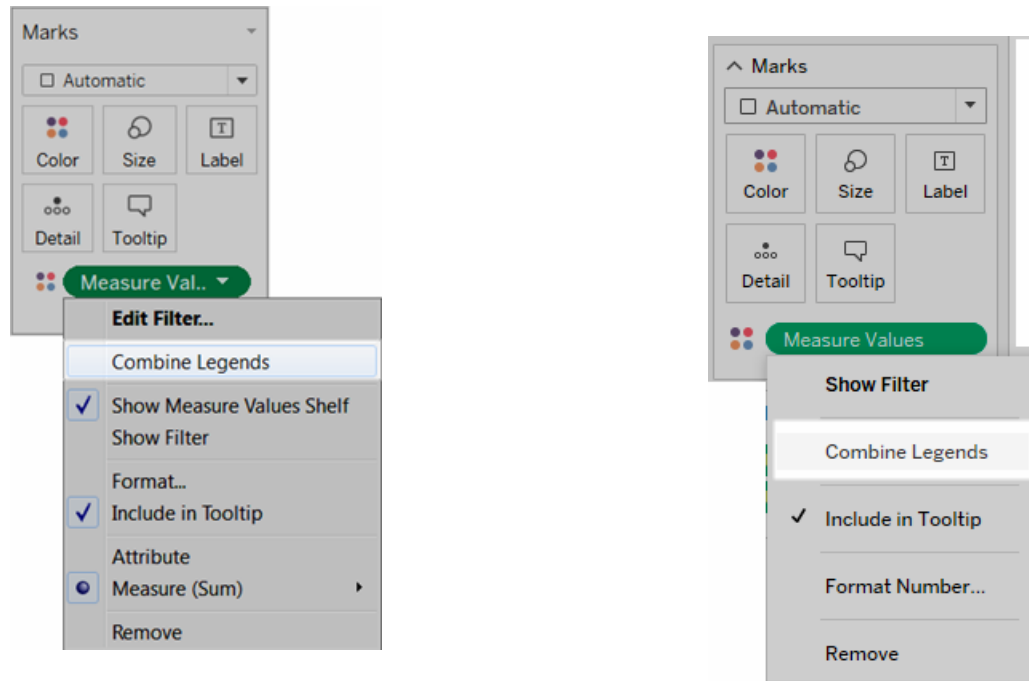 Marks
Automatic
Color Size Label
Detail Tooltip
Measure Val..
Edit Filter...
Combine Legends
Show Measure Values Shelf
Show Filter
Format...
Include in Tooltip
Attribute
Measure (Sum)
Remove
Marks
Automatic
Color Size Label
Detail Tooltip
Measure Values
Show Filter
Combine Legends
Include in Tooltip
Format Number...
Remove